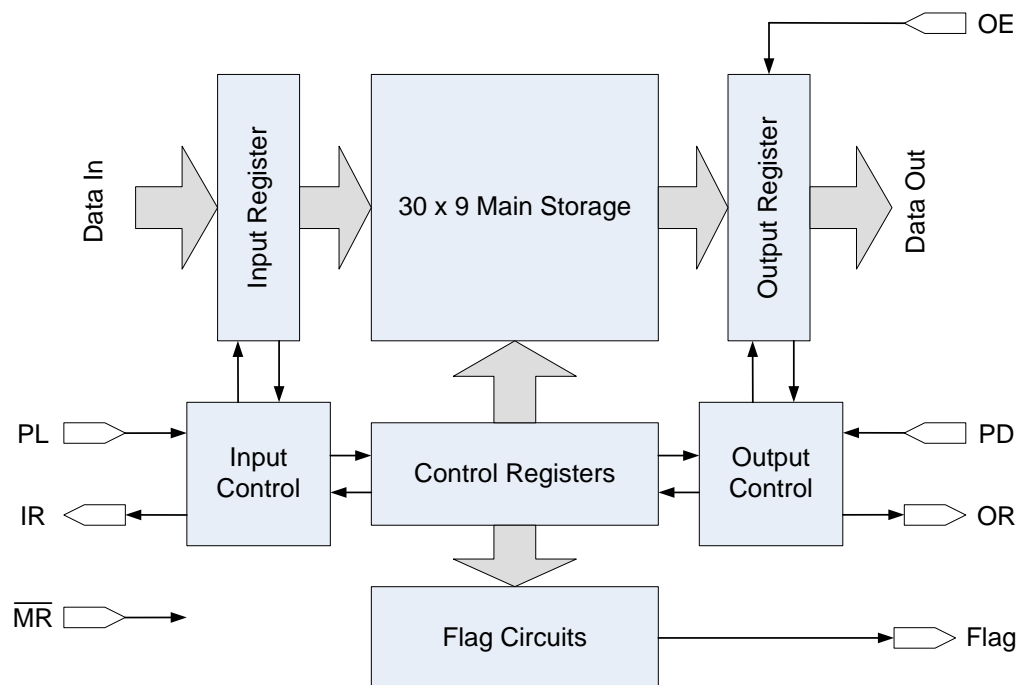 OE
Data In
Input Register
30 x 9 Main Storage
Output Register
Data Out
PL
Input
Control
Control Registers
Output
Control
PD
IR
OR
M̅R̅
Flag Circuits
Flag